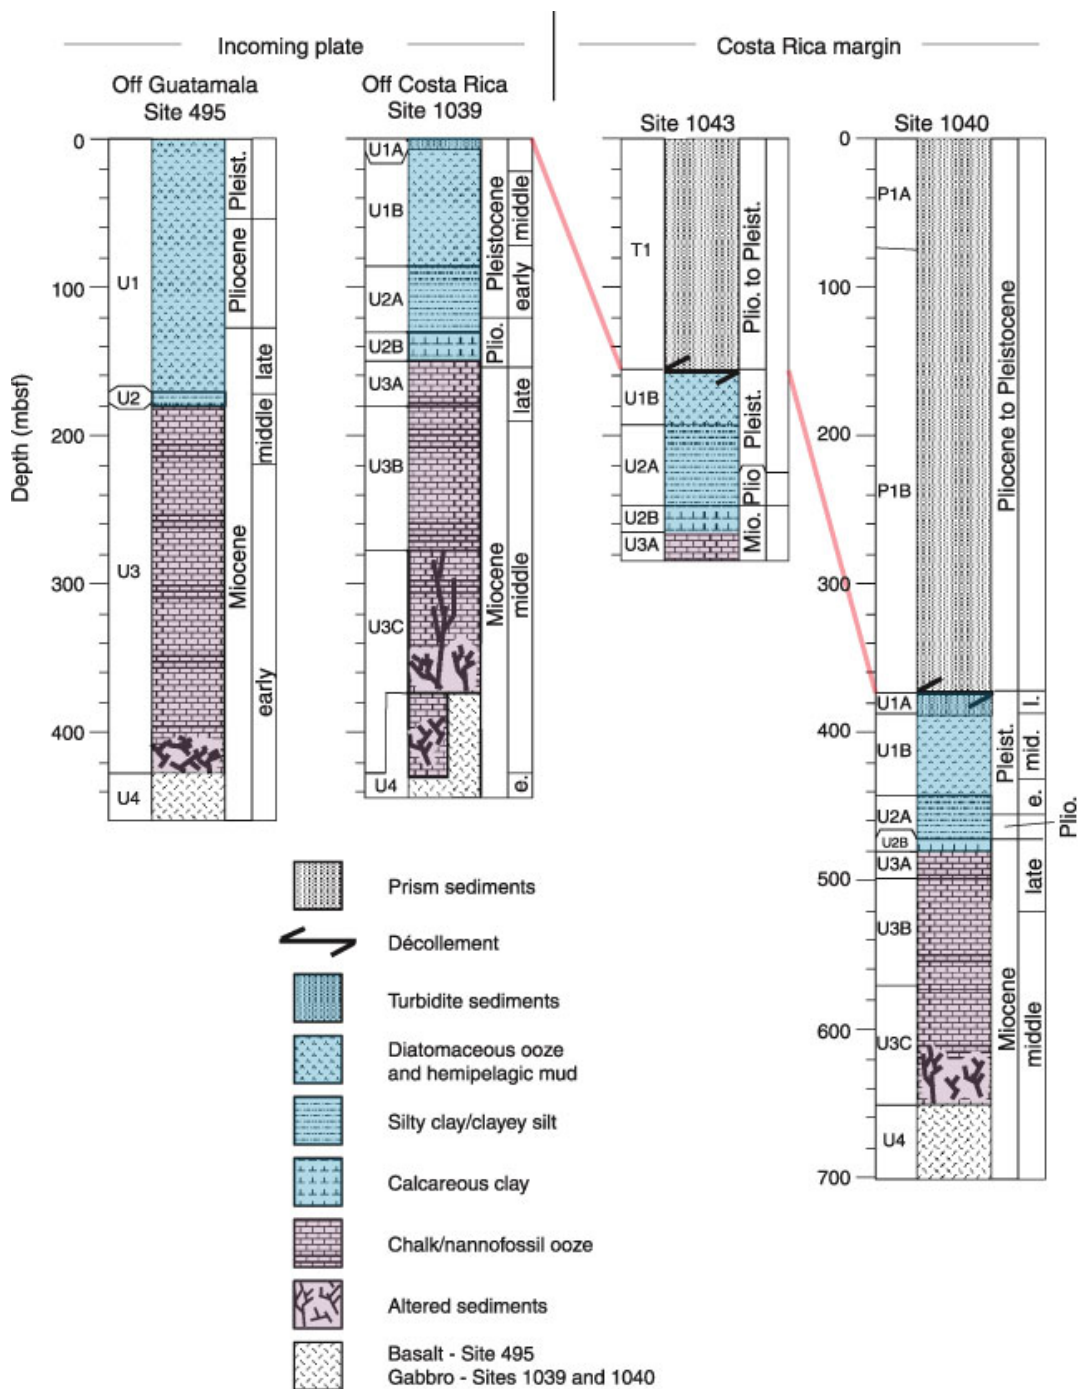 Incoming plate
Costa Rica margin
Off Guatamala
Site 495
Off Costa Rica
Site 1039
Site 1043
Site 1040
Depth (mbsf)
0
100
200
300
400
U1
U2
U3
U4
Pleist.
Pliocene
Miocene
late
middle
early
U1A
U1B
U2A
U2B
U3A
U3B
U3C
U4
Pleistocene
Plio.
Miocene
middle
early
late
middle
e.
T1
U1B
U2A
U2B
U3A
Plio. to Pleist.
Pleist.
Plio
Mio.
0
100
200
300
400
500
600
700
P1A
P1B
U1A
U1B
U2A
U2B
U3A
U3B
U3C
U4
Pliocene to Pleistocene
Pleist.
Miocene
l.
mid.
e.
Plio.
late
middle
Prism sediments
Décollement
Turbidite sediments
Diatomaceous ooze
and hemipelagic mud
Silty clay/clayey silt
Calcareous clay
Chalk/nannofossil ooze
Altered sediments
Basalt - Site 495
Gabbro - Sites 1039 and 1040